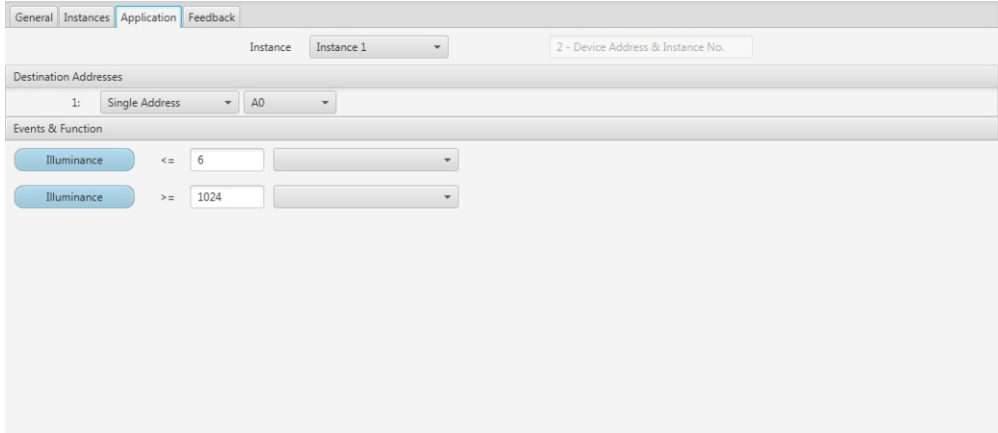 General Instances Application Feedback
Instance Instance 1 2 - Device Address & Instance No.
Destination Addresses
1: Single Address A0
Events & Function
Illuminance <= 6
Illuminance >= 1024